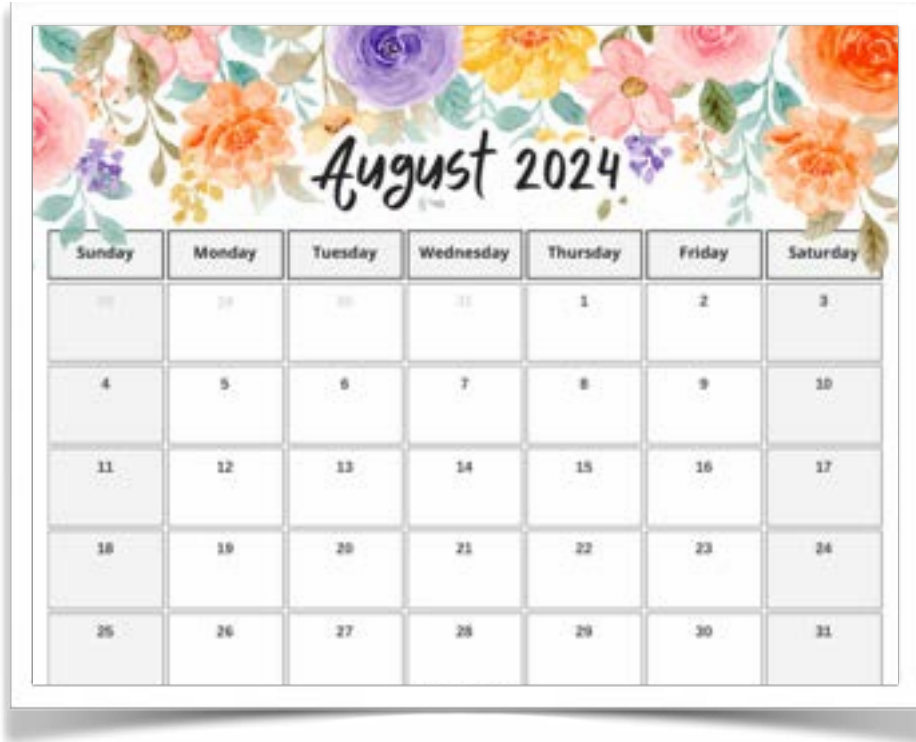 August 2024
Sunday Monday Tuesday Wednesday Thursday Friday Saturday
1 2 3
4 5 6 7 8 9 10
11 12 13 14 15 16 17
18 19 20 21 22 23 24
25 26 27 28 29 30 31